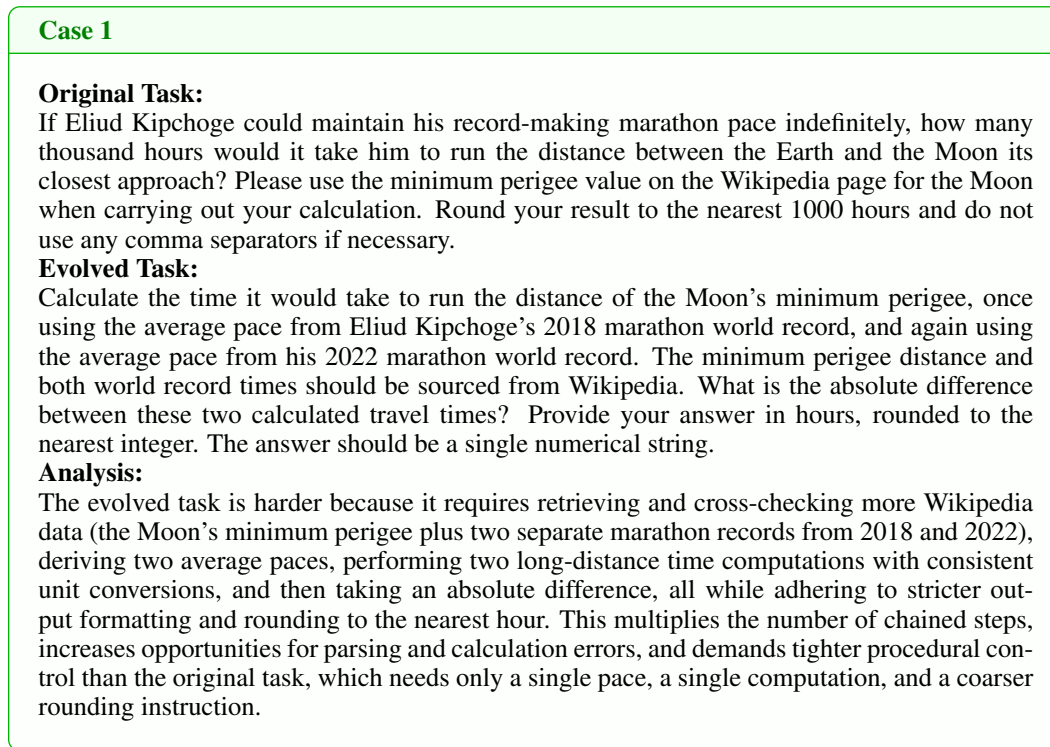 Case 1
Original Task:
If Eliud Kipchoge could maintain his record-making marathon pace indefinitely, how many
thousand hours would it take him to run the distance between the Earth and the Moon its
closest approach? Please use the minimum perigee value on the Wikipedia page for the Moon
when carrying out your calculation. Round your result to the nearest 1000 hours and do not
use any comma separators if necessary.
Evolved Task:
Calculate the time it would take to run the distance of the Moon's minimum perigee, once
using the average pace from Eliud Kipchoge's 2018 marathon world record, and again using
the average pace from his 2022 marathon world record. The minimum perigee distance and
both world record times should be sourced from Wikipedia. What is the absolute difference
between these two calculated travel times? Provide your answer in hours, rounded to the
nearest integer. The answer should be a single numerical string.
Analysis:
The evolved task is harder because it requires retrieving and cross-checking more Wikipedia
data (the Moon's minimum perigee plus two separate marathon records from 2018 and 2022),
deriving two average paces, performing two long-distance time computations with consistent
unit conversions, and then taking an absolute difference, all while adhering to stricter out-
put formatting and rounding to the nearest hour. This multiplies the number of chained steps,
increases opportunities for parsing and calculation errors, and demands tighter procedural con-
trol than the original task, which needs only a single pace, a single computation, and a coarser
rounding instruction.